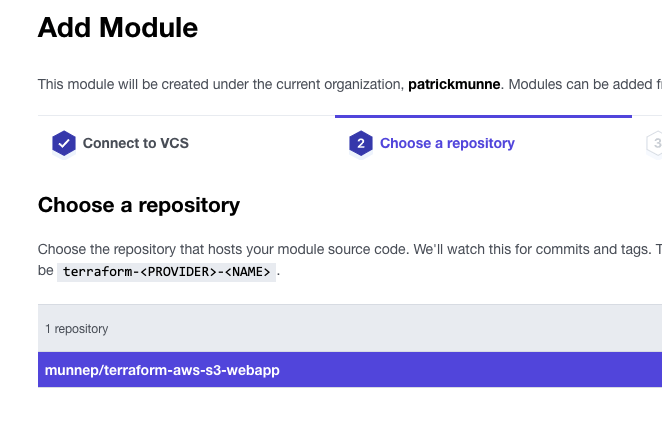 Add Module
This module will be created under the current organization, patrickmunne. Modules can be added
Connect to VCS
2 Choose a repository
3
Choose a repository
Choose the repository that hosts your module source code. We'll watch this for commits and tags.
be terraform-<PROVIDER>-<NAME>.
1 repository
munnep/terraform-aws-s3-webapp